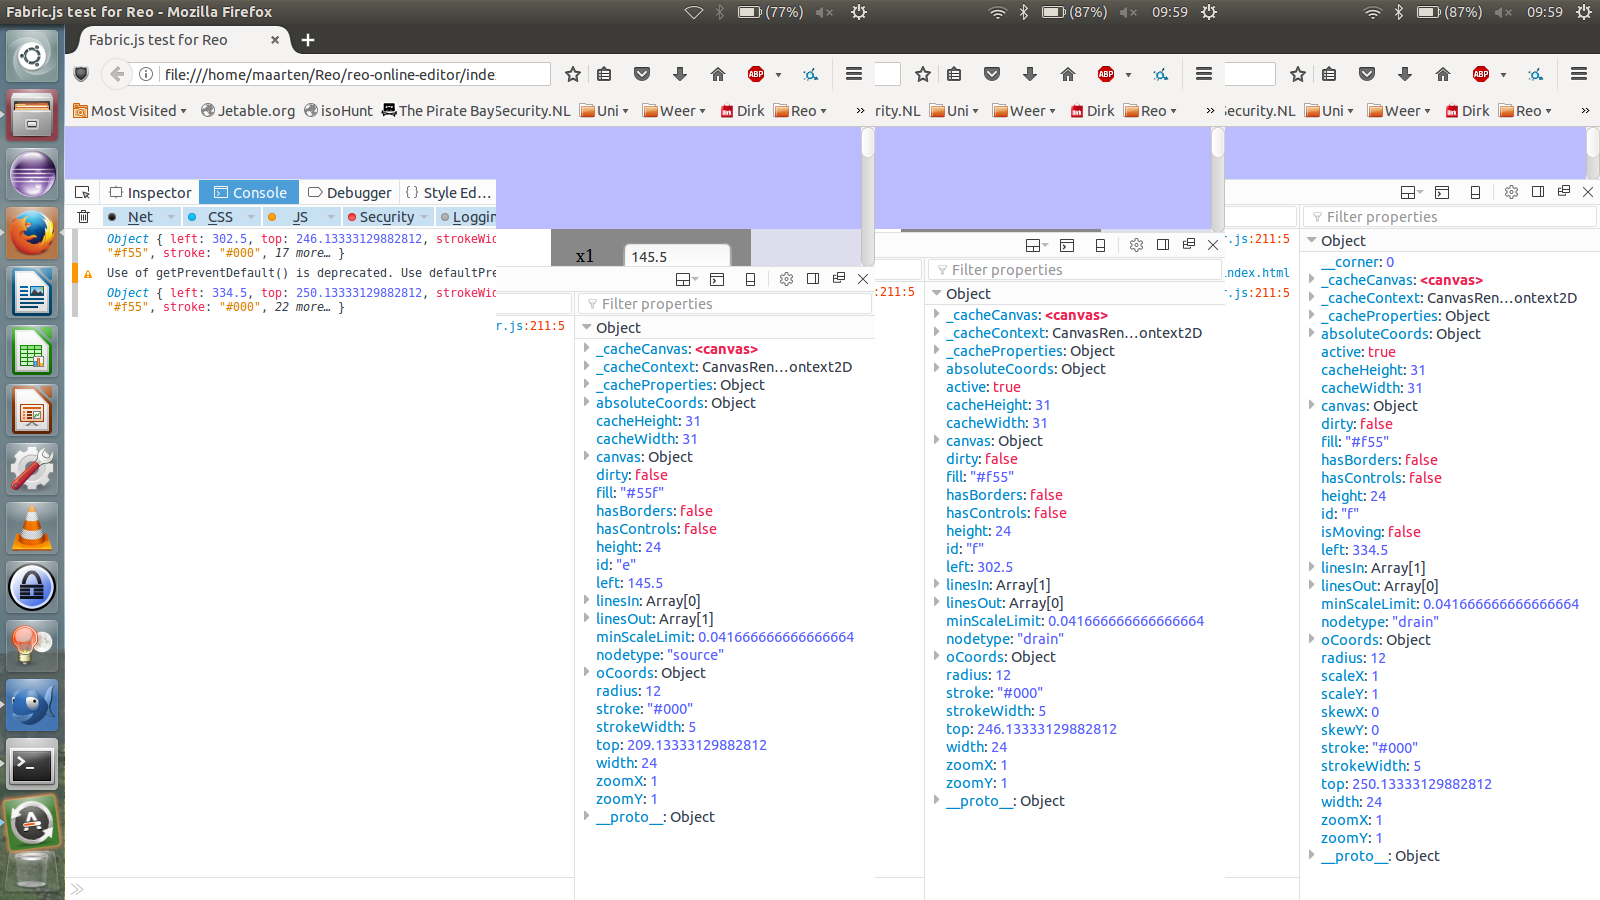 Fabric.js test for Reo - Mozilla Firefox
(77%)
(87%)
09:59
(87%)
09:59
Fabric.js test for Reo
file:///home/maarten/Reo/reo-online-editor/inde
ABP
ABP
ABP
Most Visited
Jetable.org
isoHunt
The Pirate Bay
Security.NL
Uni
Weer
Dirk
Reo
»
rity.NL
Uni
Weer
Dirk
Reo
»
Security.NL
Uni
Weer
Dirk
Reo
»
Inspector
Console
Debugger
{ } Style Ed...
Net
CSS
JS
Security
Loggin
Object { left: 302.5, top: 246.13333129882812, strokeWid
"#f55", stroke: "#000", 17 more… }
Use of getPreventDefault() is deprecated. Use defaultPre
Object { left: 334.5, top: 250.13333129882812, strokeWid
"#f55", stroke: "#000", 22 more… }
r.js:211:5
x1
145.5
Filter properties
Object
_cacheCanvas: <canvas>
_cacheContext: CanvasRen…ontext2D
_cacheProperties: Object
absoluteCoords: Object
cacheHeight: 31
cacheWidth: 31
canvas: Object
dirty: false
fill: "#55f"
hasBorders: false
hasControls: false
height: 24
id: "e"
left: 145.5
linesIn: Array[0]
linesOut: Array[1]
minScaleLimit: 0.041666666666666664
nodetype: "source"
oCoords: Object
radius: 12
stroke: "#000"
strokeWidth: 5
top: 209.13333129882812
width: 24
zoomX: 1
zoomY: 1
__proto__: Object
:211:5
Filter properties
Object
_cacheCanvas: <canvas>
_cacheContext: CanvasRen…ontext2D
_cacheProperties: Object
absoluteCoords: Object
active: true
cacheHeight: 31
cacheWidth: 31
canvas: Object
dirty: false
fill: "#f55"
hasBorders: false
hasControls: false
height: 24
id: "f"
left: 302.5
linesIn: Array[1]
linesOut: Array[0]
minScaleLimit: 0.041666666666666664
nodetype: "drain"
oCoords: Object
radius: 12
stroke: "#000"
strokeWidth: 5
top: 246.13333129882812
width: 24
zoomX: 1
zoomY: 1
__proto__: Object
r.js:211:5
ndex.html
r.js:211:5
Filter properties
Object
__corner: 0
_cacheCanvas: <canvas>
_cacheContext: CanvasRen…ontext2D
_cacheProperties: Object
absoluteCoords: Object
active: true
cacheHeight: 31
cacheWidth: 31
canvas: Object
dirty: false
fill: "#f55"
hasBorders: false
hasControls: false
height: 24
id: "f"
isMoving: false
left: 334.5
linesIn: Array[1]
linesOut: Array[0]
minScaleLimit: 0.041666666666666664
nodetype: "drain"
oCoords: Object
radius: 12
scaleX: 1
scaleY: 1
skewX: 0
skewY: 0
stroke: "#000"
strokeWidth: 5
top: 250.13333129882812
width: 24
zoomX: 1
zoomY: 1
__proto__: Object